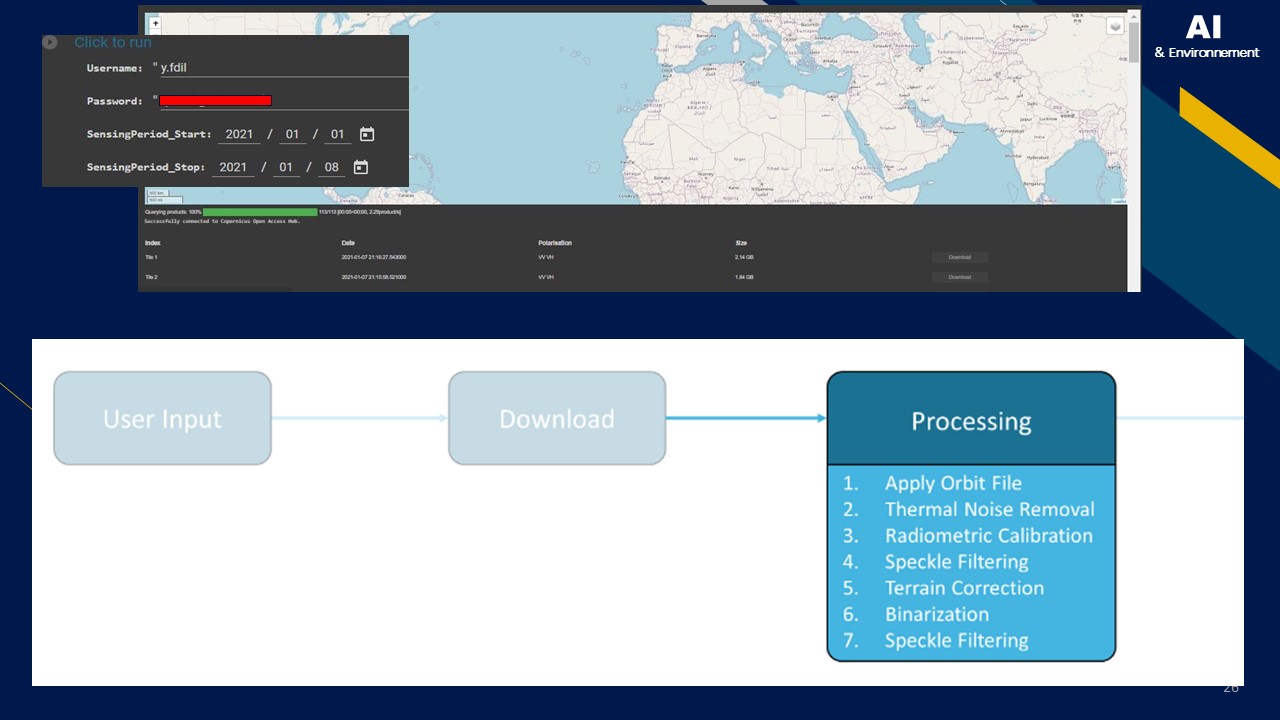 AI
& Environnement
Click to run
Username: " y.fdil
Password: "
SensingPeriod_Start: 2021 / 01 / 01
SensingPeriod_Stop: 2021 / 01 / 08
+
Querying products: 100% 113/113 [00:05<00:00, 2.29products]
Successfully connected to Copernicus Open Access Hub.
Index Date Polarisation Size
Tile 1 2021-01-07 21:16:27.543000 VV VH 2.14 GB Download
Tile 2 2021-01-07 21:15:58.521000 VV VH 1.84 GB Download
User Input
Download
Processing
1. Apply Orbit File
2. Thermal Noise Removal
3. Radiometric Calibration
4. Speckle Filtering
5. Terrain Correction
6. Binarization
7. Speckle Filtering
26